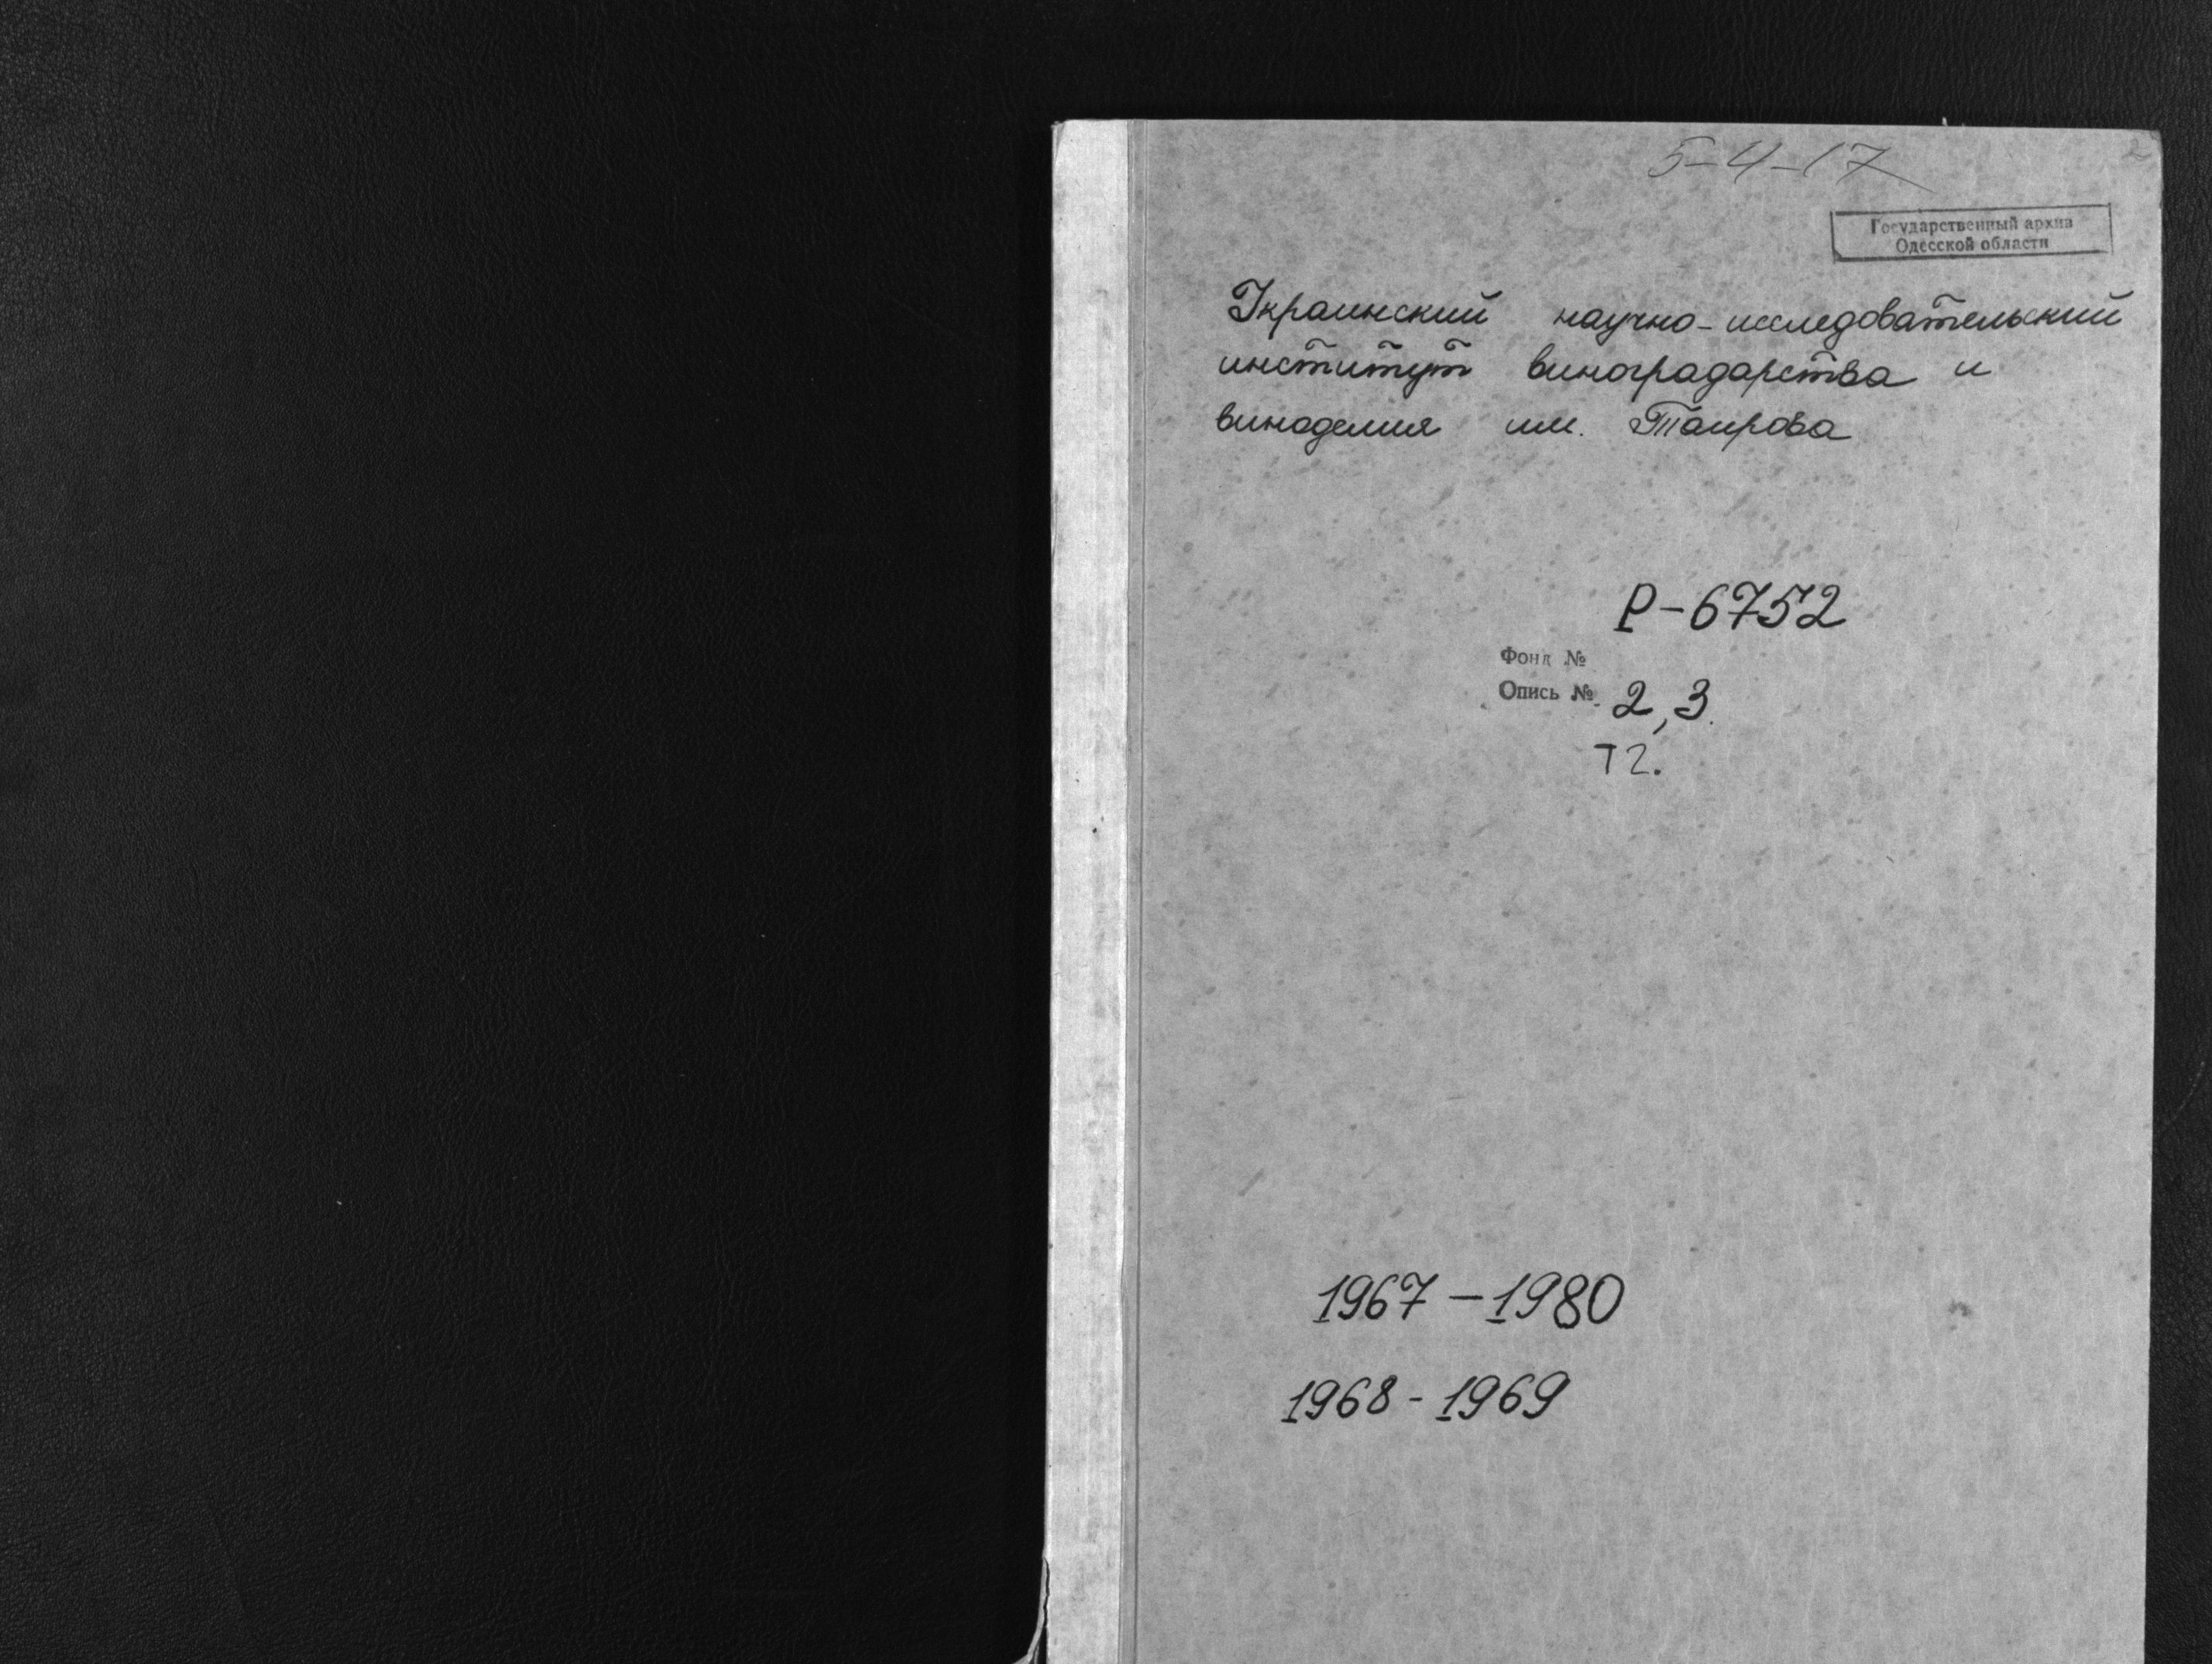 5-4-17
2
Государственный архив
Одесской области
Украинский научно-исследовательский
институт виноградарства и
виноделия им. Таирова
Р-6752
Фонд №
Опись № 2,3.
Т2.
1967-1980
1968-1969